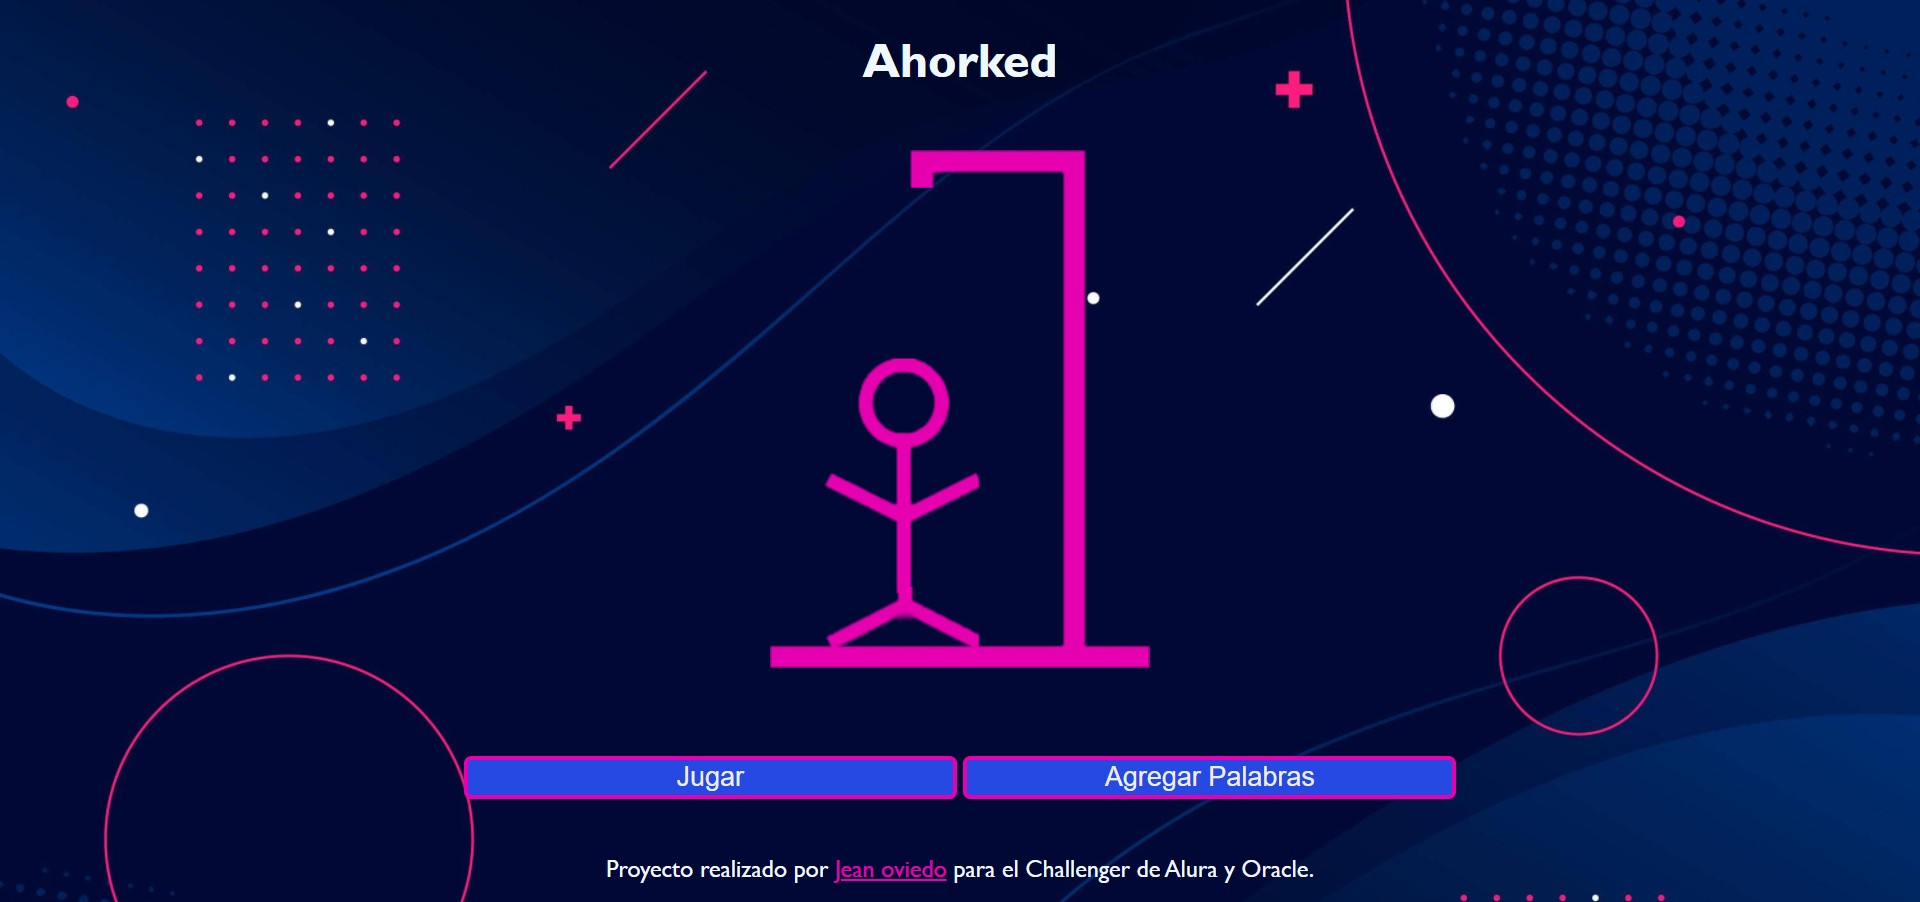 Ahorked
Jugar
Agregar Palabras
Proyecto realizado por Jean oviedo para el Challenger de Alura y Oracle.